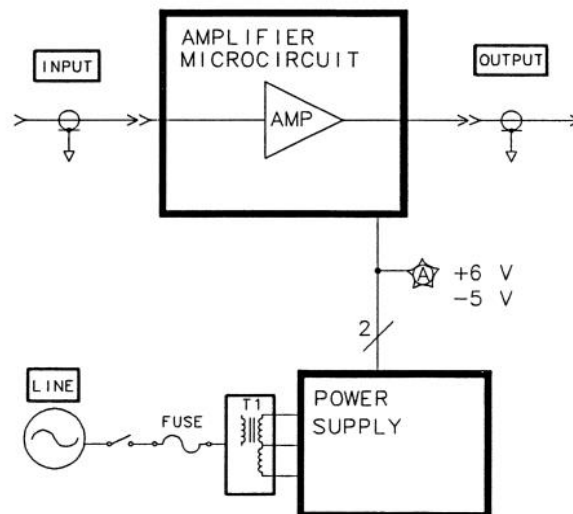 AMPLIFIER
MICROCIRCUIT
INPUT
OUTPUT
AMP
A
+6 V
-5 V
2
LINE
FUSE
T1
POWER
SUPPLY